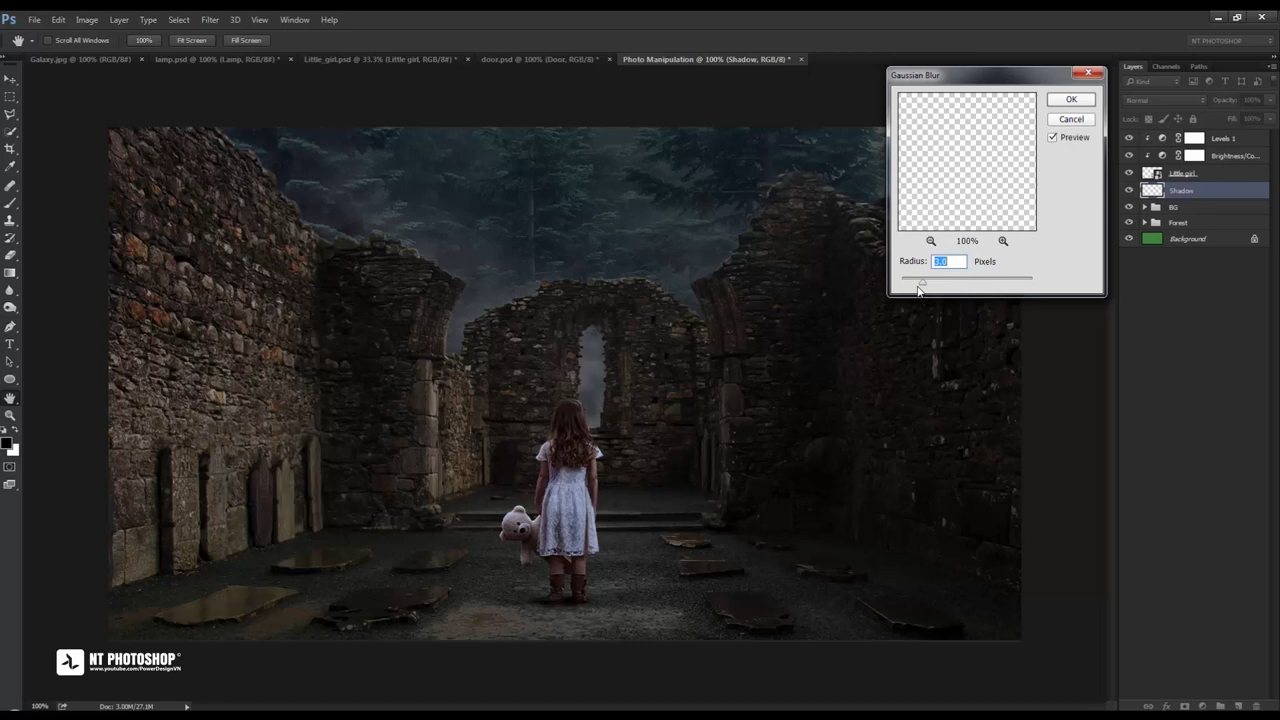 Ps File Edit Image Layer Type Select Filter 3D View Window Help
Scroll All Windows 100% Fit Screen Fill Screen NT PHOTOSHOP
Galaxy.jpg @ 100% (RGB/8#) lamp.psd @ 100% (Lamp, RGB/8#) * Little_girl.psd @ 33.3% (Little girl, RGB/8#) * door.psd @ 100% (Door, RGB/8) * Photo Manipulation @ 100% (Shadow, RGB/8) *
Layers Channels Paths
Gaussian Blur
Kind
OK
Normal Opacity: 100%
Cancel
Lock: Fill: 100%
Preview
Levels 1
Brightness/Co...
Little girl
Shadow
BG
Forest
Background
100%
Radius: 3.0 Pixels
NT PHOTOSHOP
www.youtube.com/PowerDesignVN
100% Doc: 3.00M/27.1M